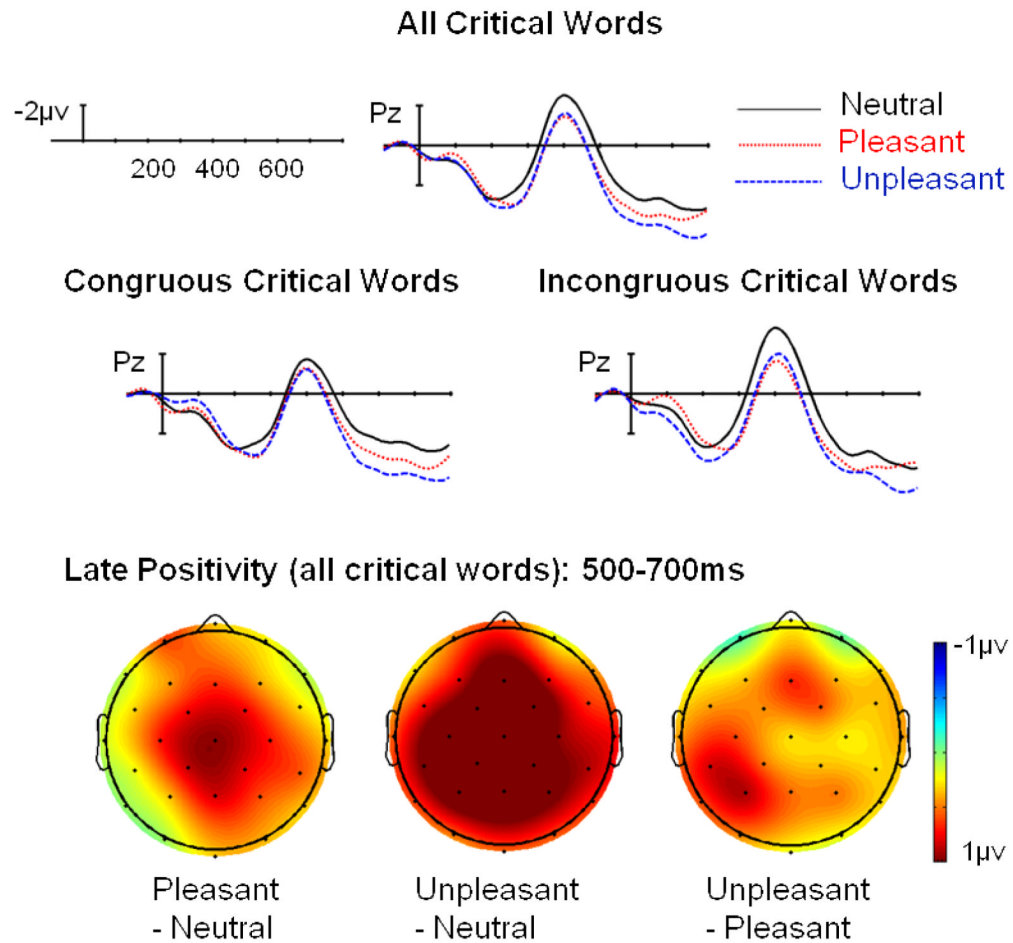 All Critical Words
-2μv
200 400 600
Pz
Neutral
Pleasant
Unpleasant
Congruous Critical Words
Incongruous Critical Words
Pz
Pz
Late Positivity (all critical words): 500-700ms
-1μv
1μv
Pleasant
- Neutral
Unpleasant
- Neutral
Unpleasant
- Pleasant